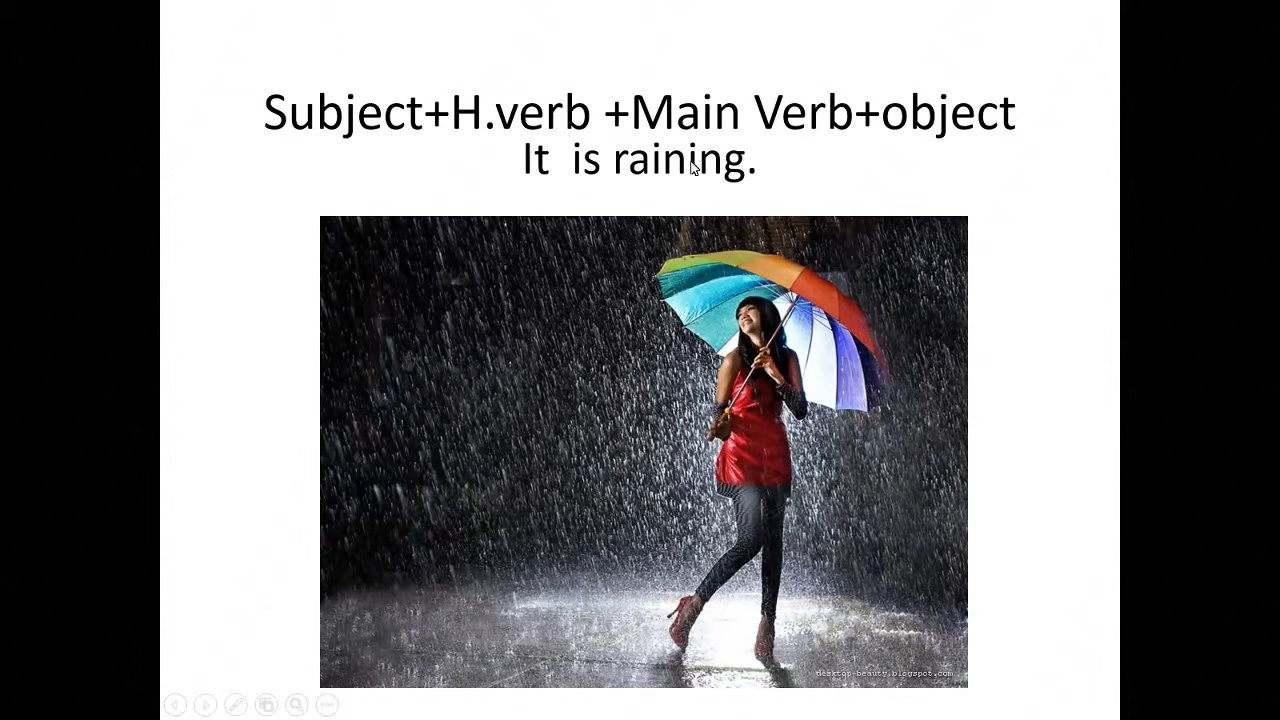 Subject+H.verb +Main Verb+object
It  is raining.
desktop-beauty.blogspot.com